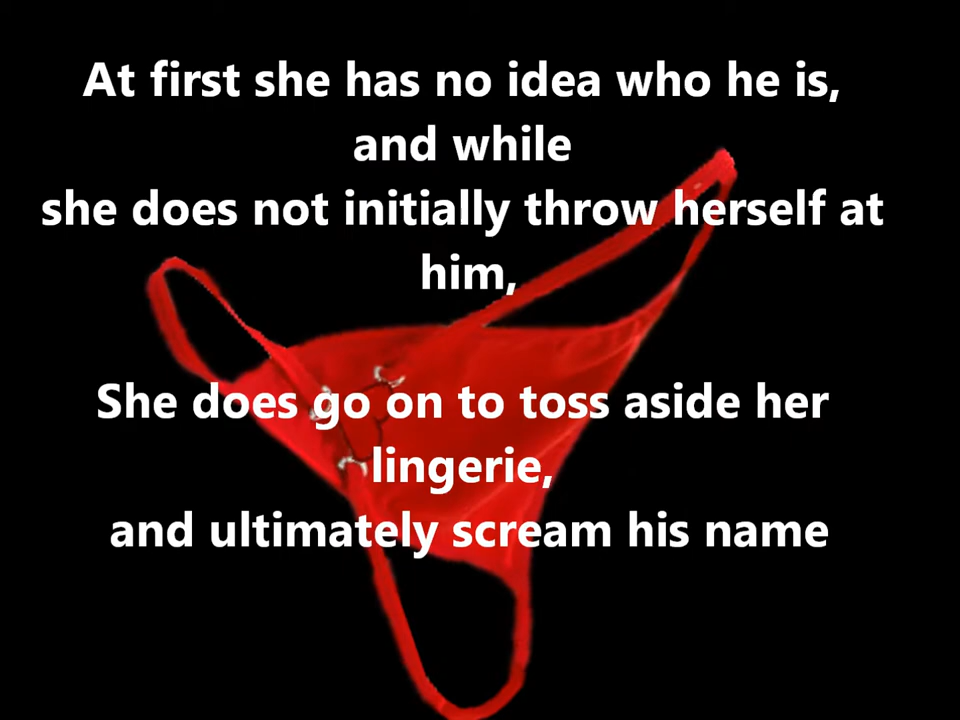 At first she has no idea who he is,
and while
she does not initially throw herself at
him,
She does go on to toss aside her
lingerie,
and ultimately scream his name